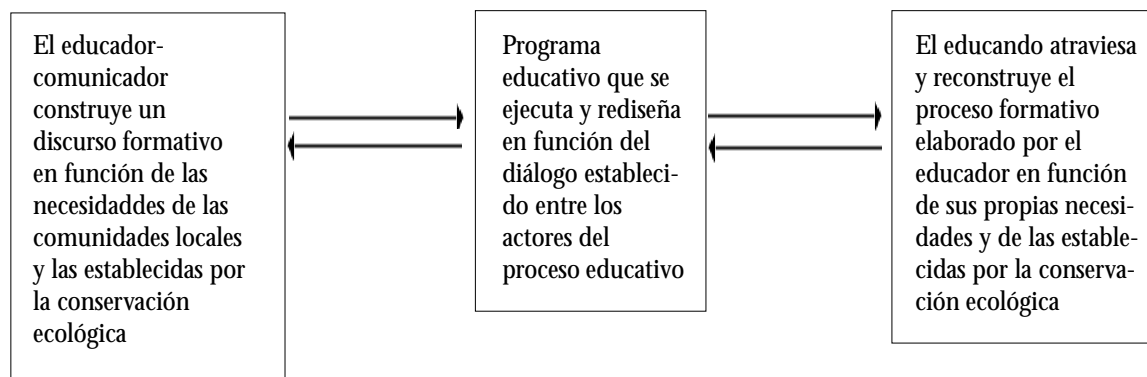 El educador-
comunicador
construye un
discurso formativo
en función de las
necesidaddes de las
comunidades locales
y las establecidas por
la conservación
ecológica
Programa
educativo que se
ejecuta y rediseña
en función del
diálogo estableci-
do entre los
actores del
proceso educativo
El educando atraviesa
y reconstruye el
proceso formativo
elaborado por el
educador en función
de sus propias necesi-
dades y de las estable-
cidas por la conserva-
ción ecológica